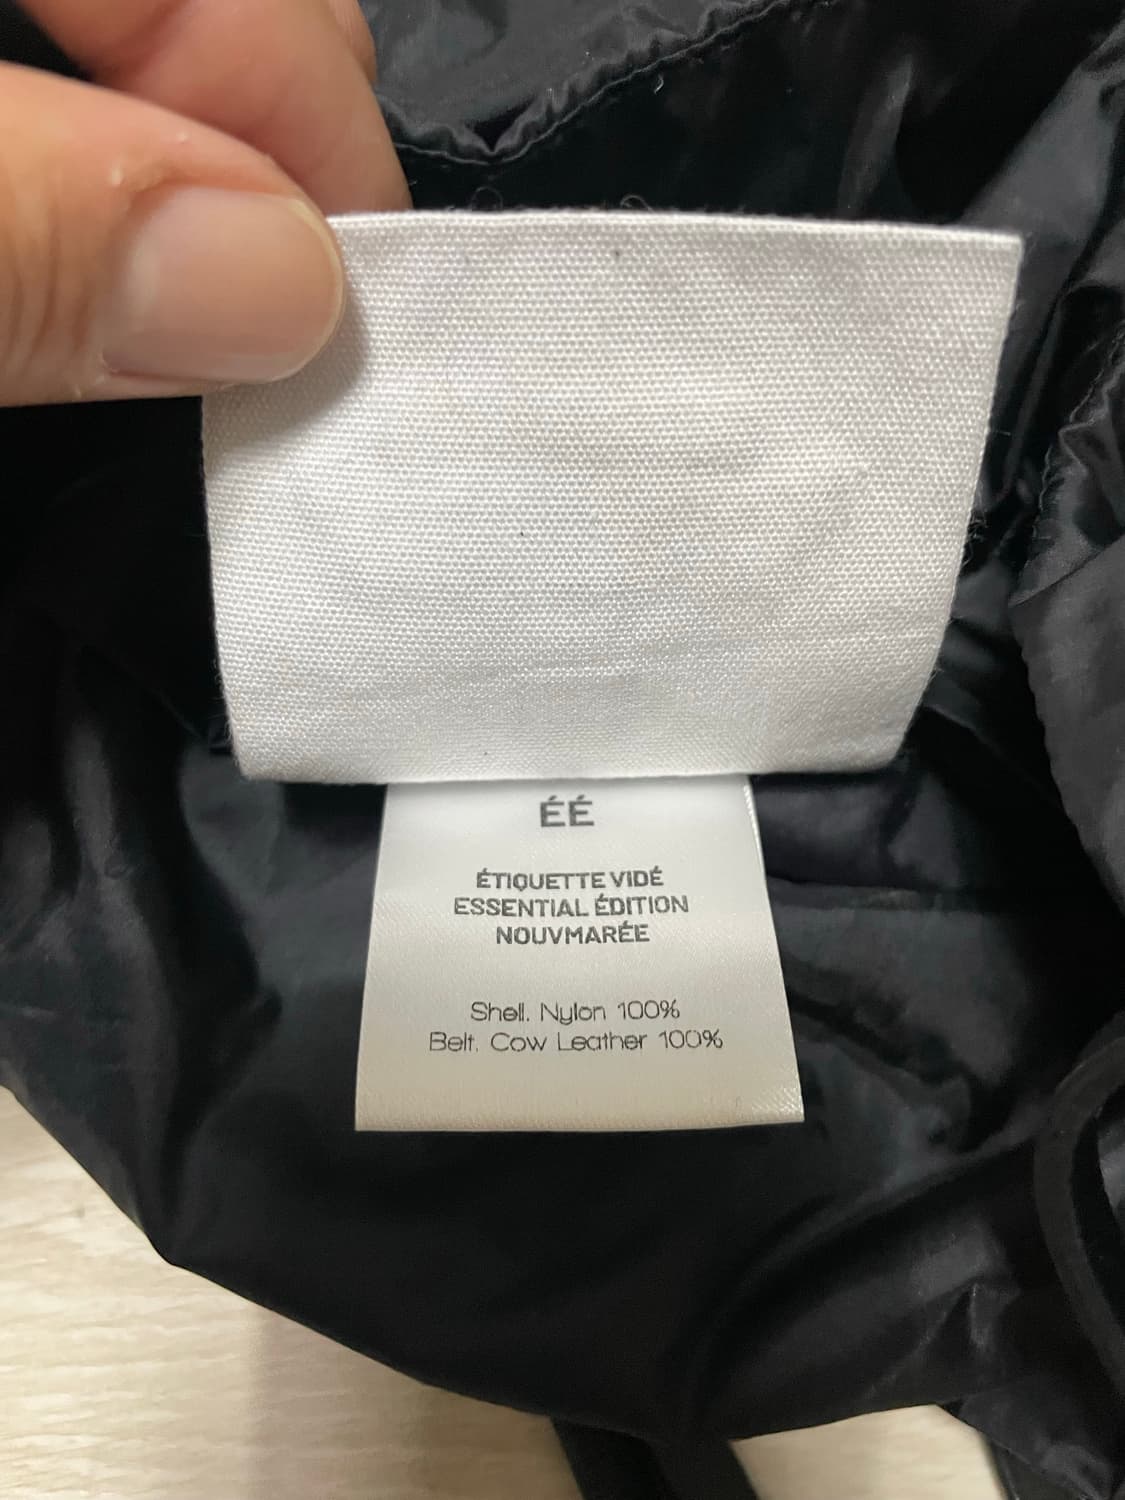 ÉÉ
ÉTIQUETTE VIDÉ
ESSENTIAL ÉDITION
NOUVMARÉE
Shell. Nylon 100%
Belt. Cow Leather 100%